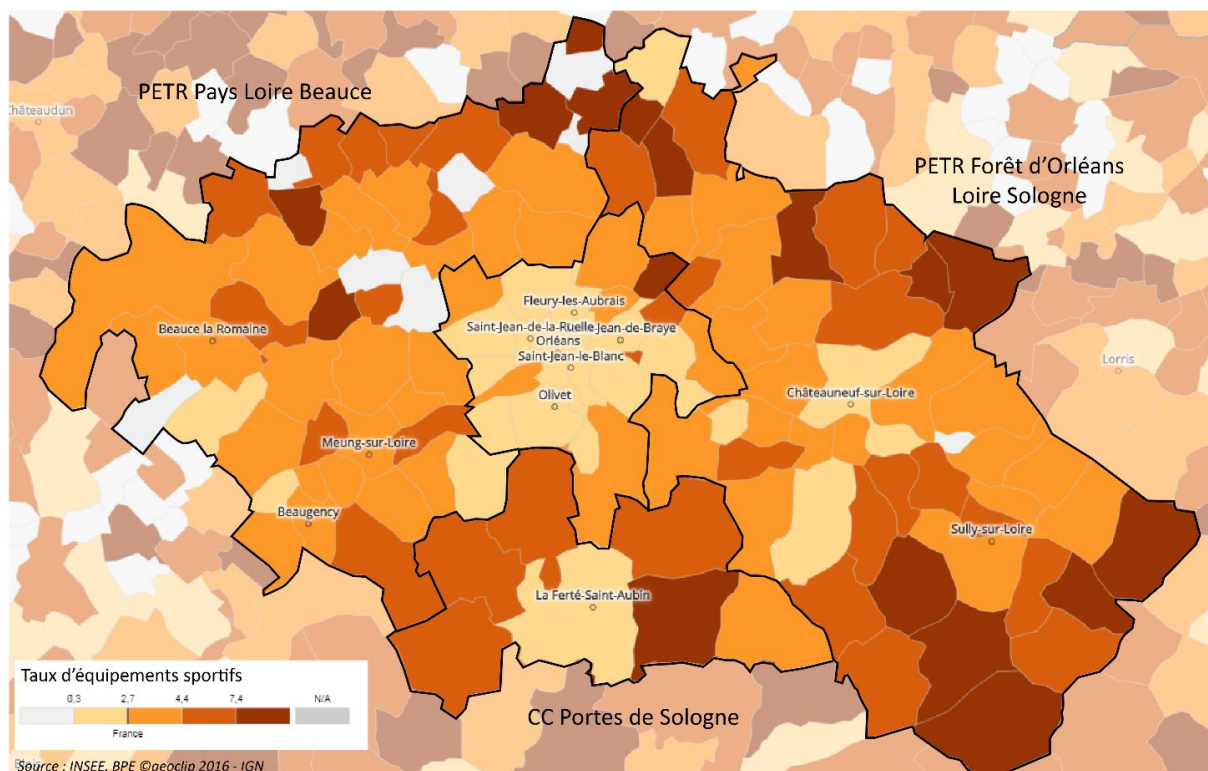 PETR Pays Loire Beauce
Châteaudun
PETR Forêt d'Orléans
Loire Sologne
Fleury-les-Aubrais
Saint-Jean-de-la-Ruelle
Jean-de-Braye
Orléans
Saint-Jean-le-Blanc
Beauce la Romaine
Lorris
Olivet
Châteauneuf-sur-Loire
Meung-sur-Loire
Beaugency
Sully-sur-Loire
La Ferté-Saint-Aubin
CC Portes de Sologne
Taux d'équipements sportifs
0,3 2,7 4,4 7,4 N/A
France
Source : INSEE, BPE ©geoclip 2016 - IGN